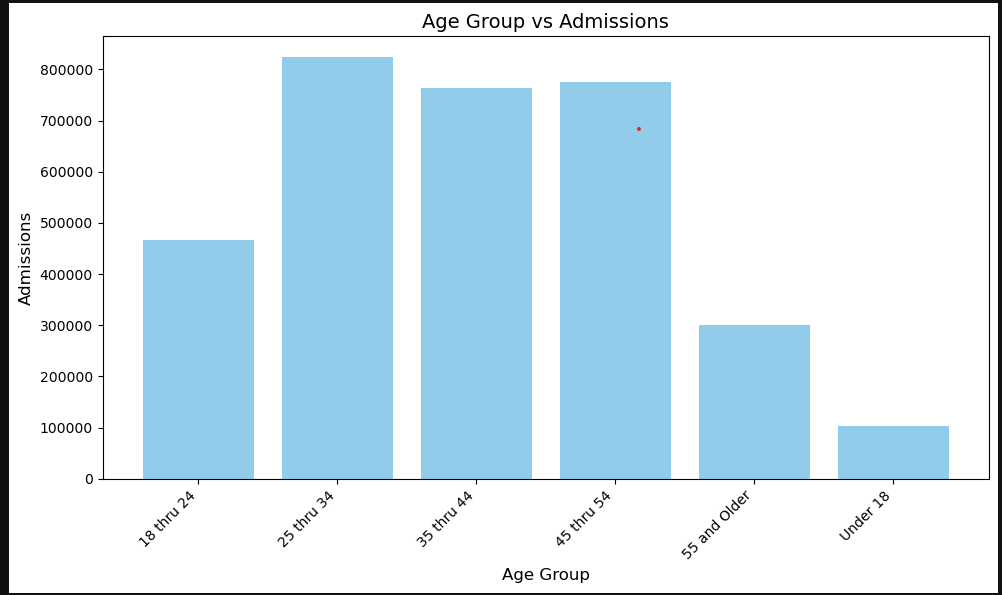 Age Group vs Admissions
Admissions
800000
700000
600000
500000
400000
300000
200000
100000
0
18 thru 24
25 thru 34
35 thru 44
45 thru 54
55 and Older
Under 18
Age Group